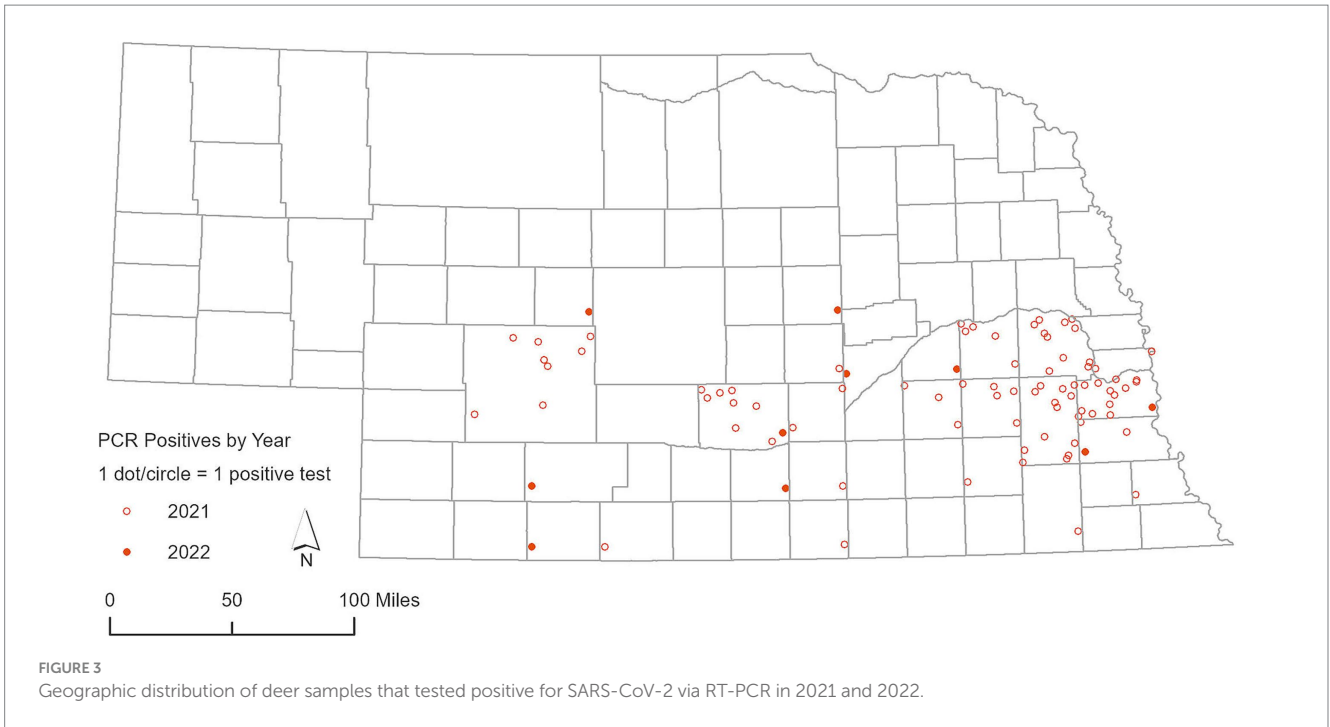 PCR Positives by Year
1 dot/circle = 1 positive test
2021
2022
N
0 50 100 Miles
FIGURE 3
Geographic distribution of deer samples that tested positive for SARS-CoV-2 via RT-PCR in 2021 and 2022.